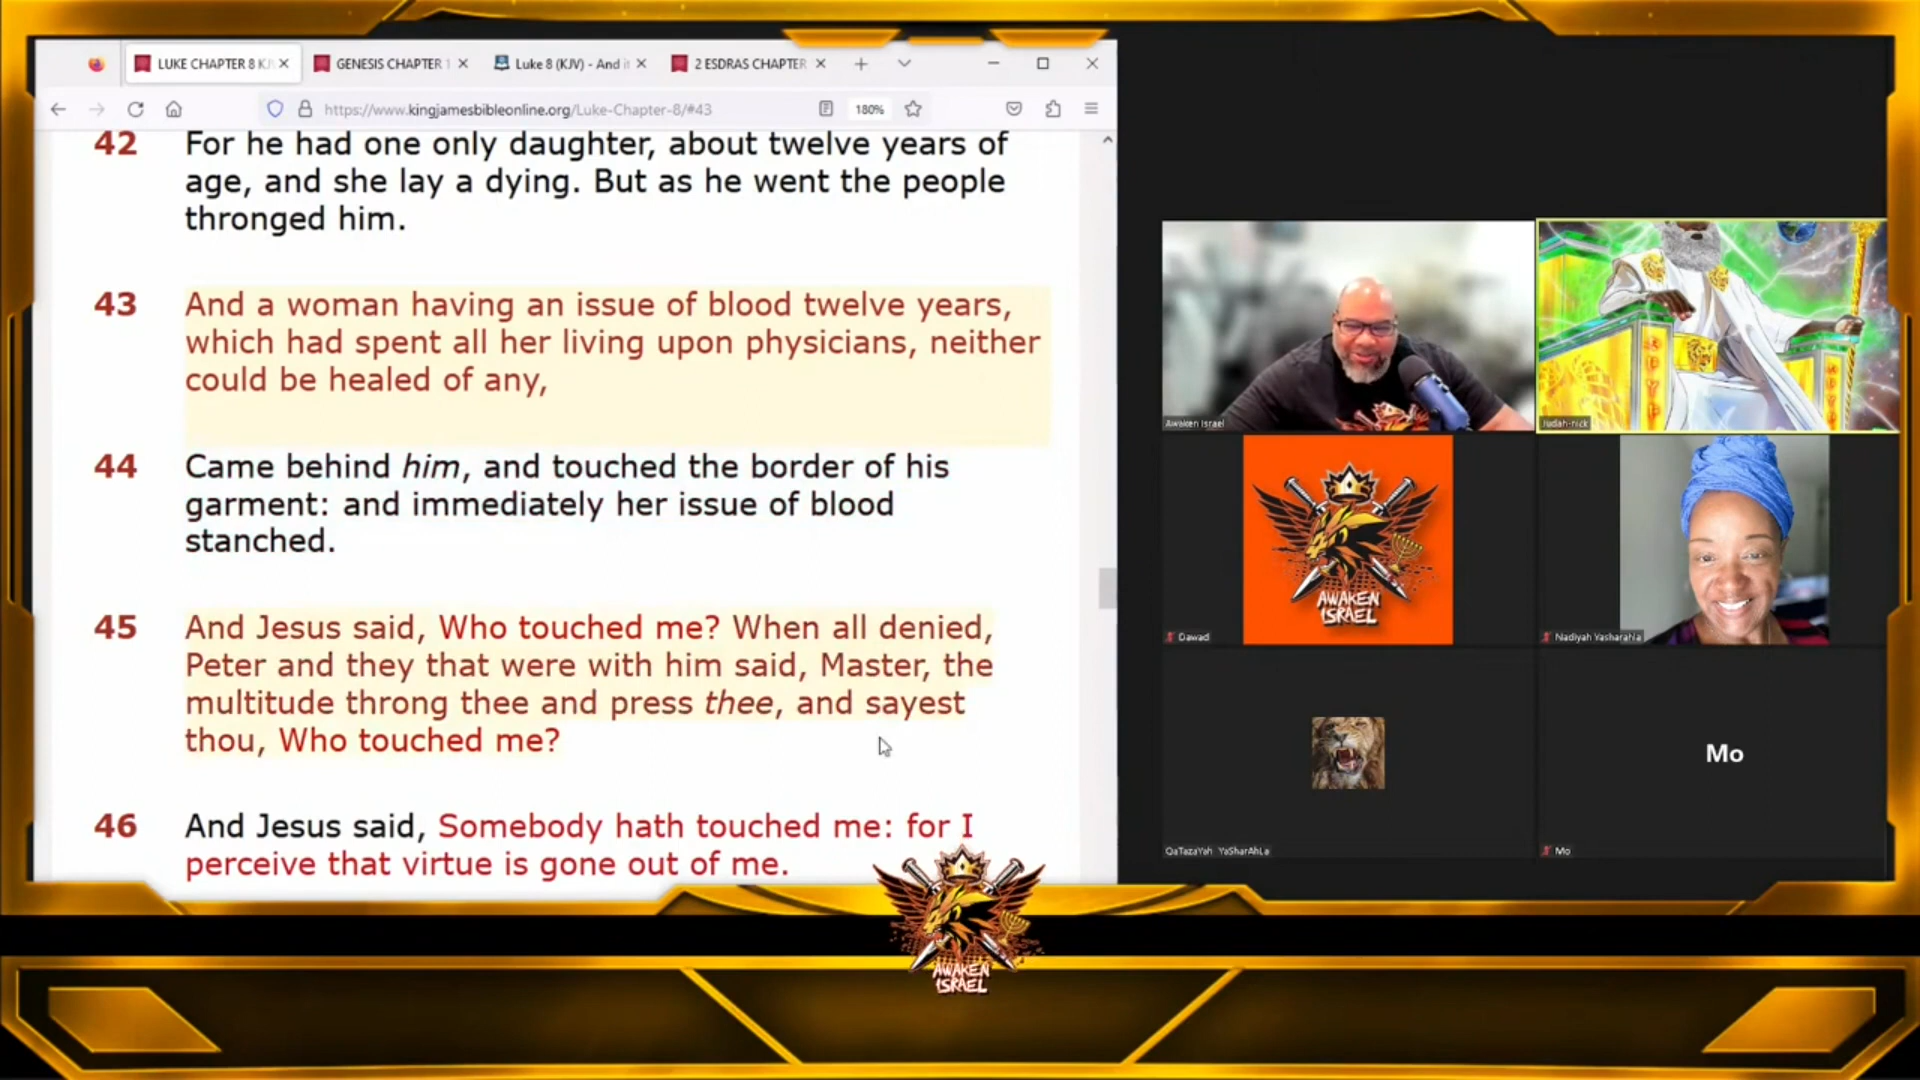 LUKE CHAPTER 8 KJ
GENESIS CHAPTER 1
Luke 8 (KJV) - And it
2 ESDRAS CHAPTER
https://www.kingjamesbibleonline.org/Luke-Chapter-8/#43
180%
42 For he had one only daughter, about twelve years of
age, and she lay a dying. But as he went the people
thronged him.
43 And a woman having an issue of blood twelve years,
which had spent all her living upon physicians, neither
could be healed of any,
44 Came behind him, and touched the border of his
garment: and immediately her issue of blood
stanched.
45 And Jesus said, Who touched me? When all denied,
Peter and they that were with him said, Master, the
multitude throng thee and press thee, and sayest
thou, Who touched me?
46 And Jesus said, Somebody hath touched me: for I
perceive that virtue is gone out of me.
Awaken Israel
Judah-nick
AWAKEN
ISRAEL
Dawad
Nadiyah Yasharahla
QaTazaYah YaSharAhLa
Mo
Mo
AWAKEN
ISRAEL